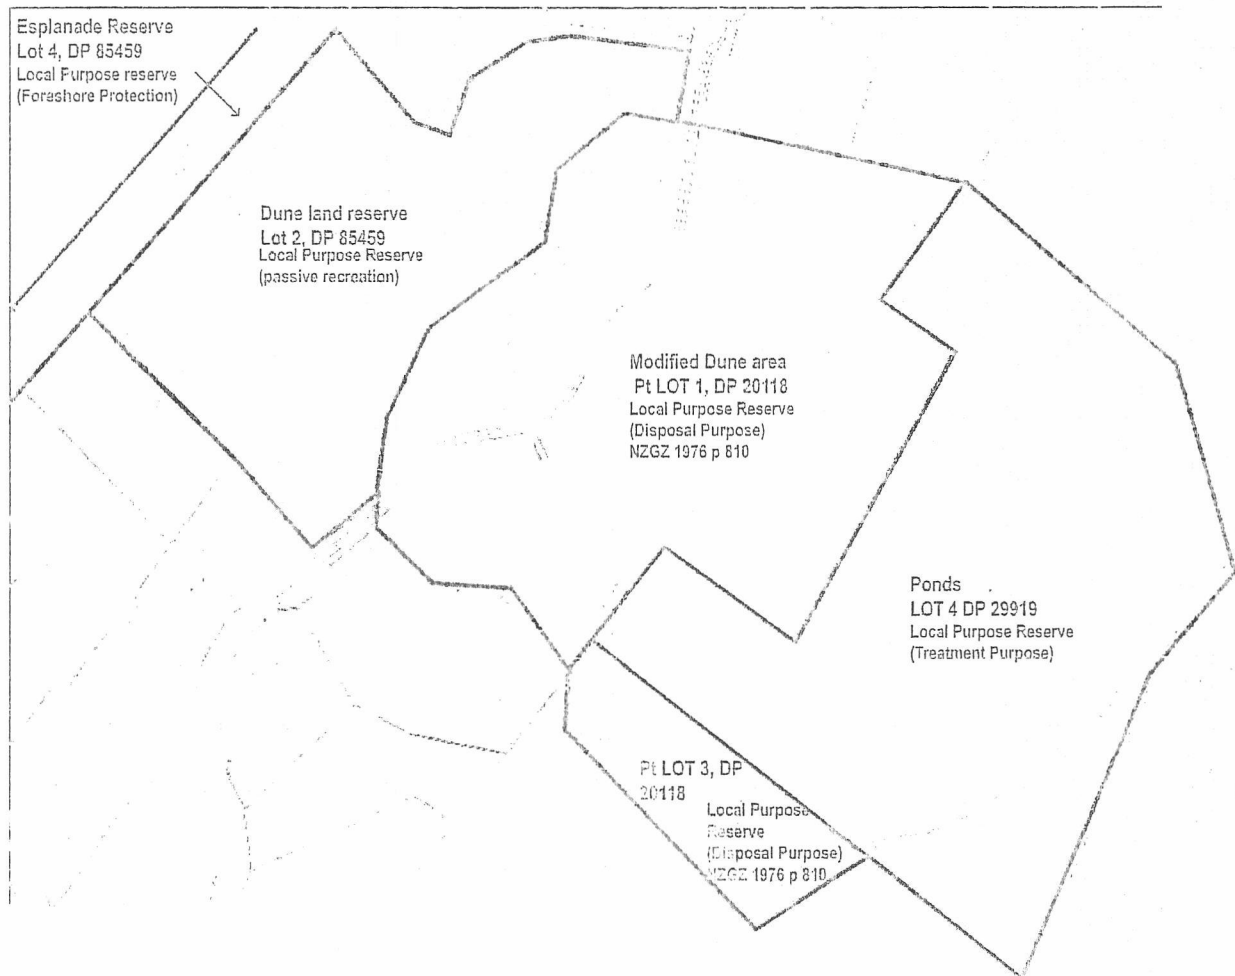 Esplanade Reserve
Lot 4, DP 85459
Local Purpose reserve
(Forashore Protection)
Dune land reserve
Lot 2, DP 85459
Local Purpose Reserve
(passive recreation)
Modified Dune area
Pt LOT 1, DP 20118
Local Purpose Reserve
(Disposal Purpose)
NZGZ 1976 p 810
Ponds
LOT 4 DP 29919
Local Purpose Reserve
(Treatment Purpose)
Pt LOT 3, DP
20118
Local Purpose
Reserve
(Disposal Purpose)
NZGZ 1976 p 810